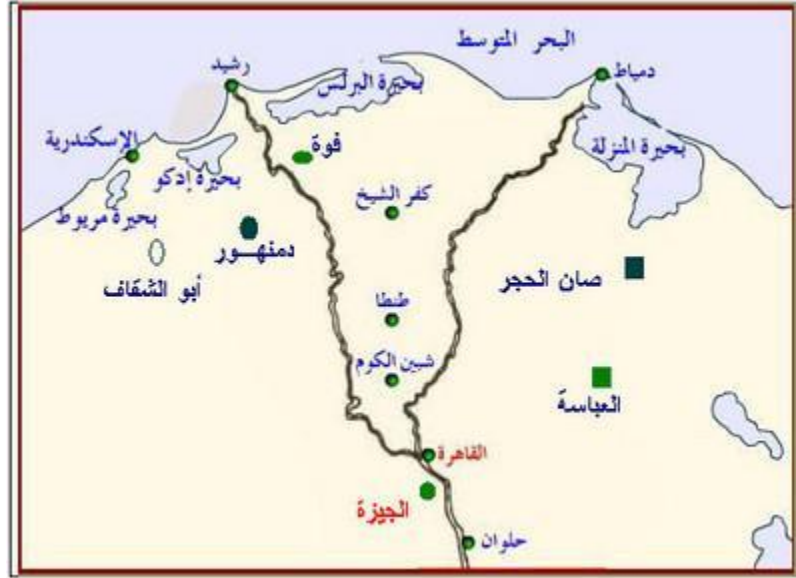 البحر المتوسط
رشيد
دمياط
بحيرة البرلس
الإسكندرية
فوة
بحيرة المنزلة
بحيرة إدكو
كفر الشيخ
بحيرة مريوط
دمنهـور
أبو الشقاف
صان الحجر
طنطا
شبين الكوم
العباسة
القاهرة
الجيزة
حلوان